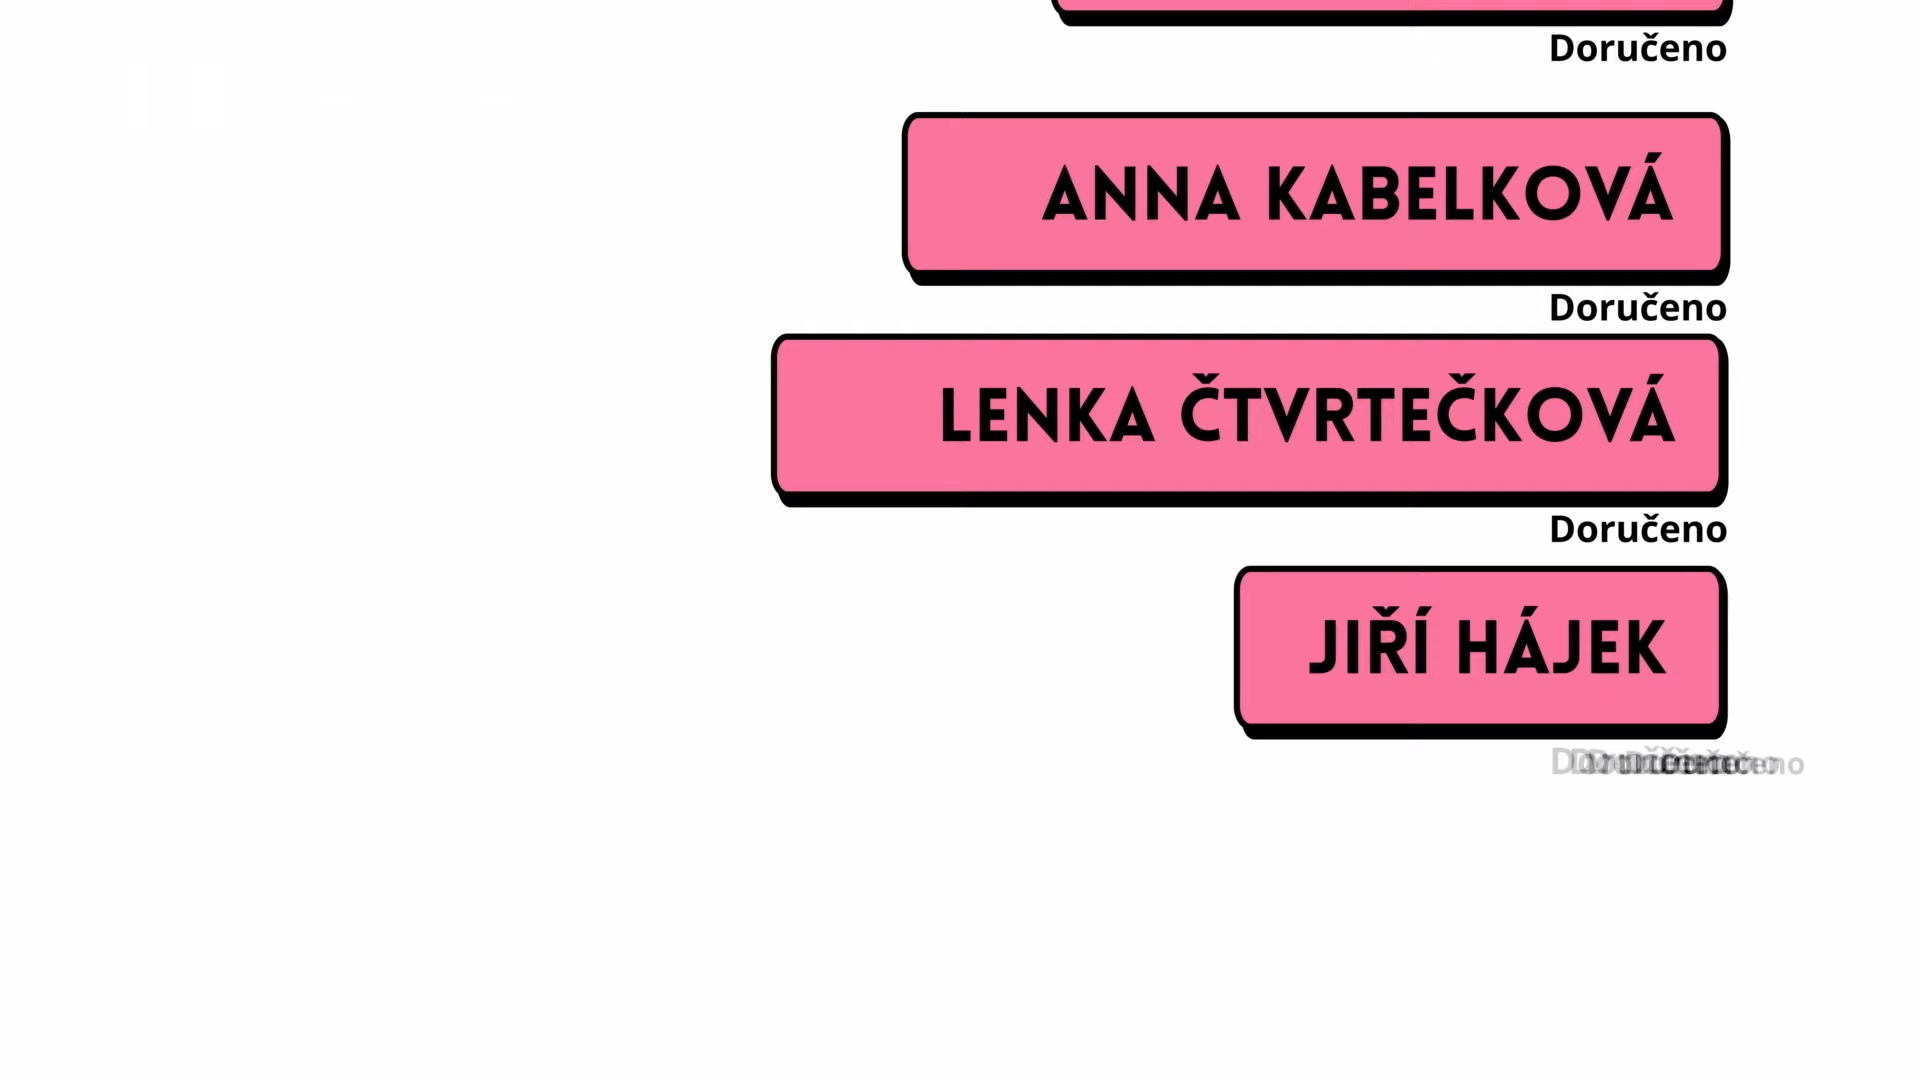 Doručeno
ANNA KABELKOVÁ
Doručeno
LENKA ČTVRTEČKOVÁ
Doručeno
JIŘÍ HÁJEK